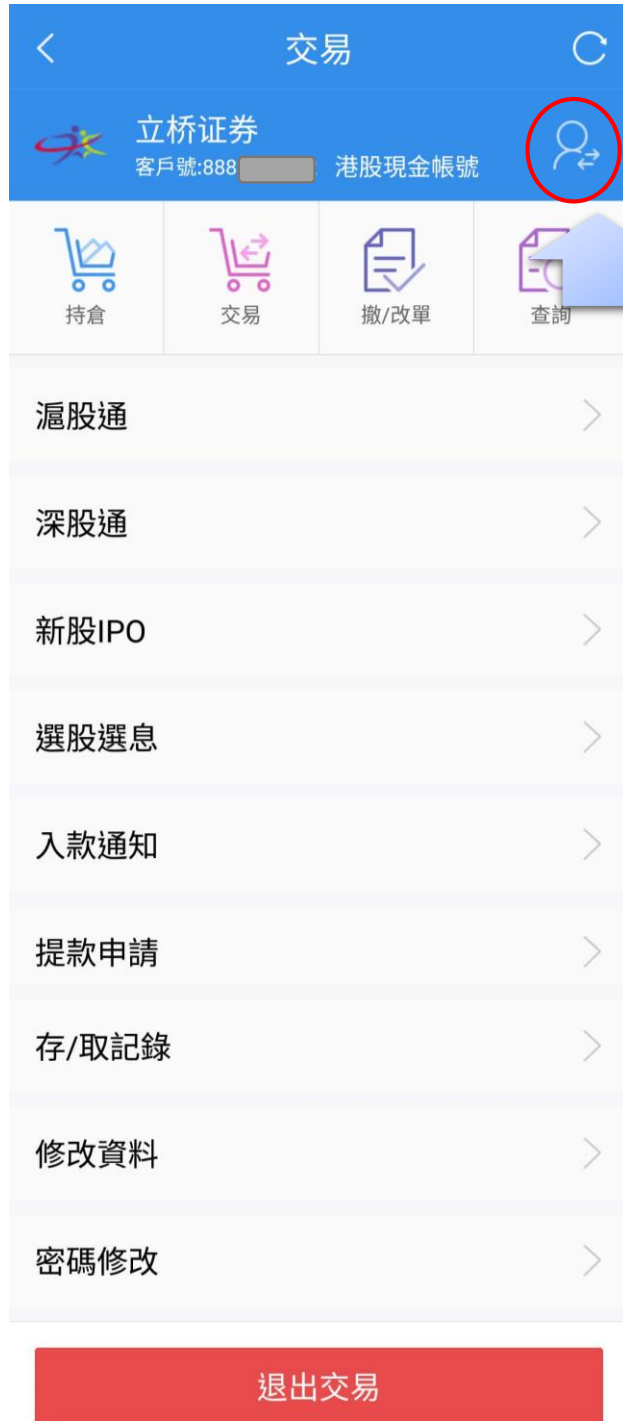 交易
立桥证券
客戶號:888 港股現金帳號
持倉 交易 撤/改單 查詢
滬股通
深股通
新股IPO
選股選息
入款通知
提款申請
存/取記錄
修改資料
密碼修改
退出交易